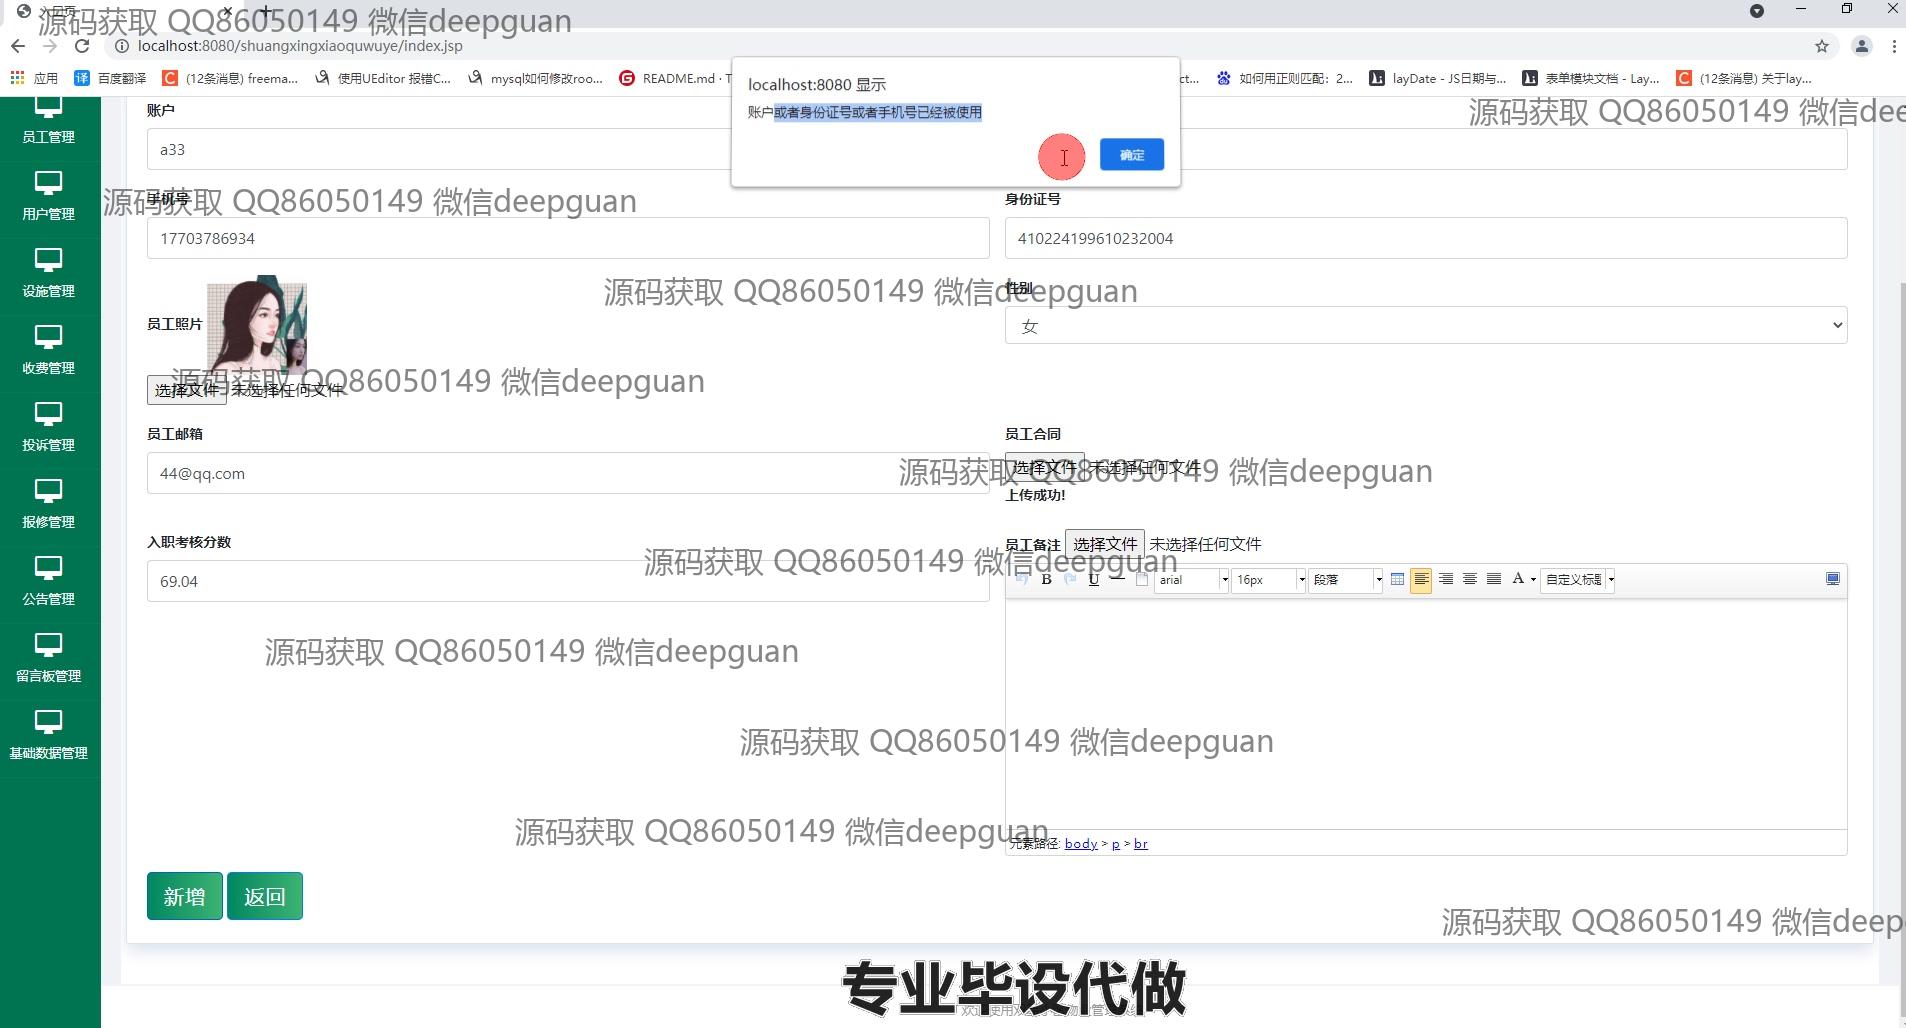 源码获取 QQ86050149 微信deepguan
localhost:8080/shuangxingxiaoquwuye/index.jsp
应用
译 百度翻译
(12条消息) freema...
使用UEditor 报错C...
mysql如何修改roo...
README.md · T
ct...
如何用正则匹配：2...
layDate - JS日期与...
表单模块文档 - Lay...
(12条消息) 关于lay...
localhost:8080 显示
账户或者身份证号或者手机号已经被使用
确定
源码获取 QQ86050149 微信dee
员工管理
用户管理
设施管理
收费管理
投诉管理
报修管理
公告管理
留言板管理
基础数据管理
账户
a33
源码获取 QQ86050149 微信deepguan
手机号
身份证号
17703786934
410224199610232004
源码获取 QQ86050149 微信deepguan
性别
员工照片
女
源码获取 QQ86050149 微信deepguan
选择文件 未选择任何文件
员工邮箱
员工合同
44@qq.com
选择文件 未选择任何文件
源码获取 QQ86050149 微信deepguan
上传成功!
入职考核分数
员工备注 选择文件 未选择任何文件
源码获取 QQ86050149 微信deepguan
69.04
B U arial 16px 段落 A 自定义标题
源码获取 QQ86050149 微信deepguan
源码获取 QQ86050149 微信deepguan
源码获取 QQ86050149 微信deepguan
元素路径: body > p > br
新增 返回
源码获取 QQ86050149 微信deep
专业毕设代做